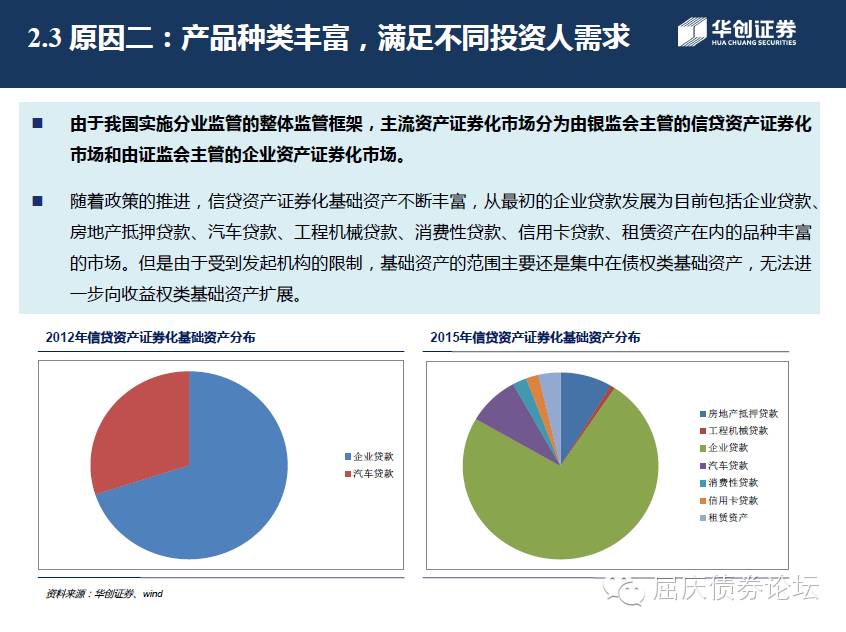 2.3 原因二：产品种类丰富，满足不同投资人需求
华创证券
HUA CHUANG SECURITIES
由于我国实施分业监管的整体监管框架，主流资产证券化市场分为由银监会主管的信贷资产证券化
市场和由证监会主管的企业资产证券化市场。
随着政策的推进，信贷资产证券化基础资产不断丰富，从最初的企业贷款发展为目前包括企业贷款、
房地产抵押贷款、汽车贷款、工程机械贷款、消费性贷款、信用卡贷款、租赁资产在内的品种丰富
的市场。但是由于受到发起机构的限制，基础资产的范围主要还是集中在债权类基础资产，无法进
一步向收益权类基础资产扩展。
2012年信贷资产证券化基础资产分布
企业贷款
汽车贷款
2015年信贷资产证券化基础资产分布
房地产抵押贷款
工程机械贷款
企业贷款
汽车贷款
消费性贷款
信用卡贷款
租赁资产
资料来源：华创证券、wind
屈庆债券论坛